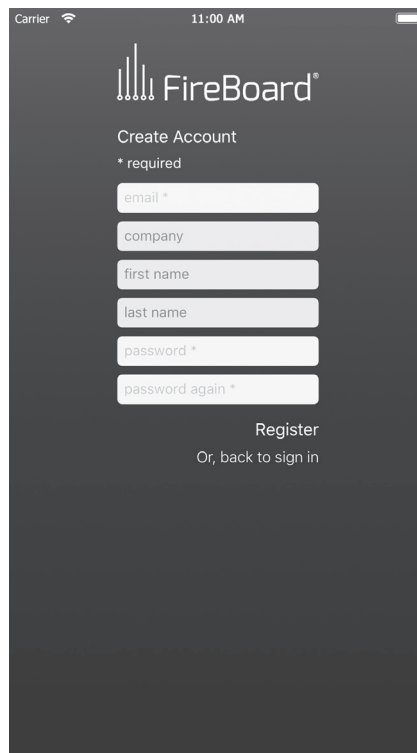 Carrier 11:00 AM
FireBoard®
Create Account
* required
email *
company
first name
last name
password *
password again *
Register
Or, back to sign in